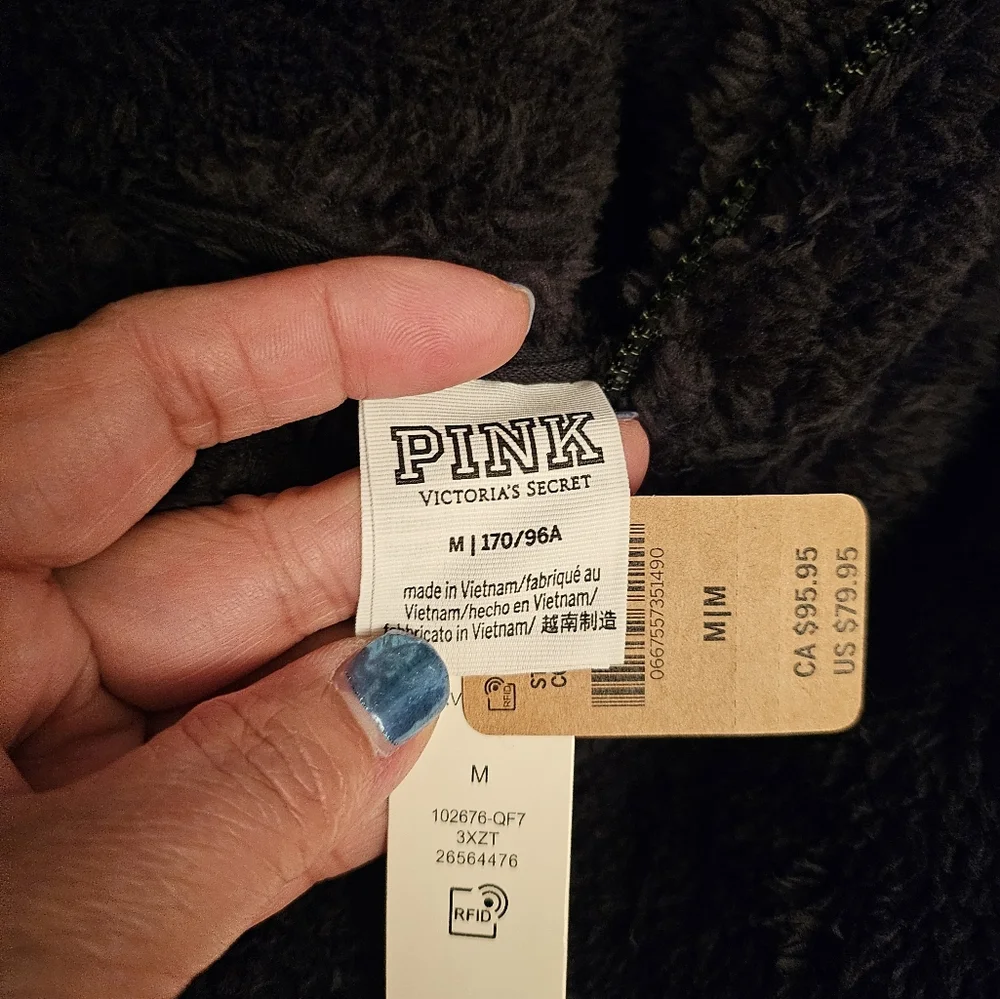 PINK
VICTORIA'S SECRET
M | 170/96A
made in Vietnam/fabriqué au
Vietnam/hecho en Vietnam/
fabbricato in Vietnam/ 越南制造
0667557351490
M|M
CA $95.95
US $79.95
RFID
M
102676-QF7
3XZT
26564476
RFID